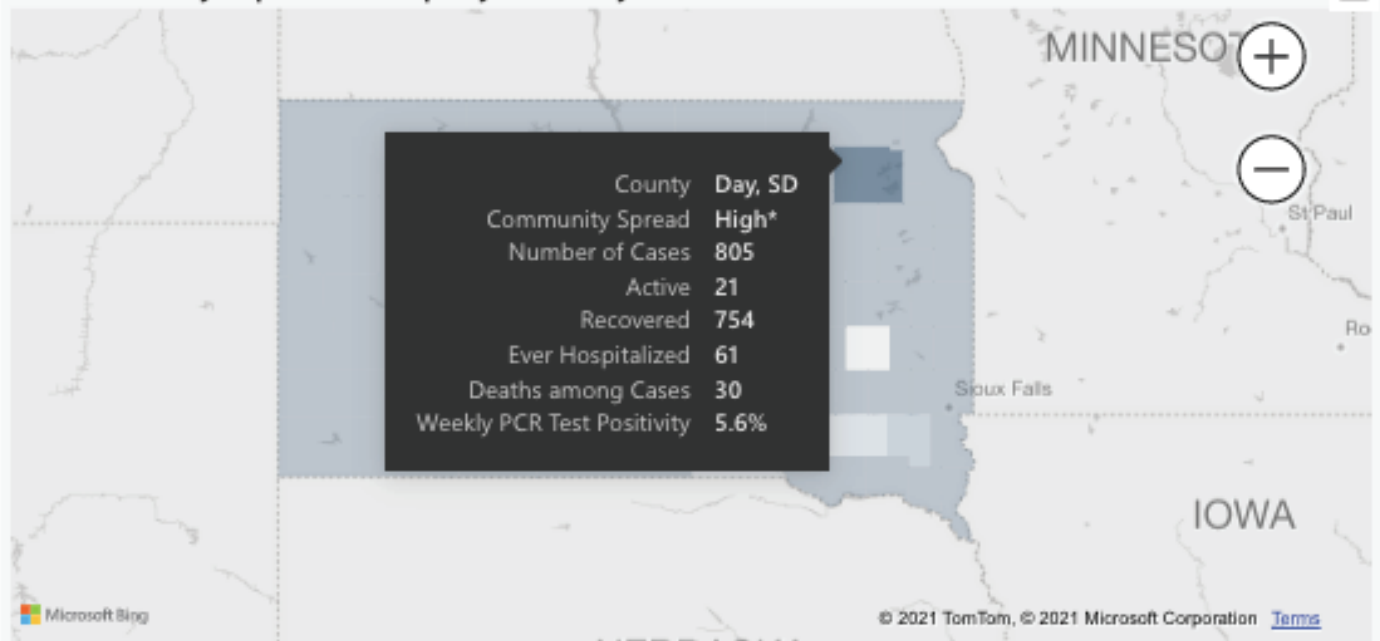 MINNESOT
County Day, SD
Community Spread High*
Number of Cases 805
Active 21
Recovered 754
Ever Hospitalized 61
Deaths among Cases 30
Weekly PCR Test Positivity 5.6%
St Paul
Ro
Sioux Falls
IOWA
Microsoft Bing
© 2021 TomTom, © 2021 Microsoft Corporation Terms